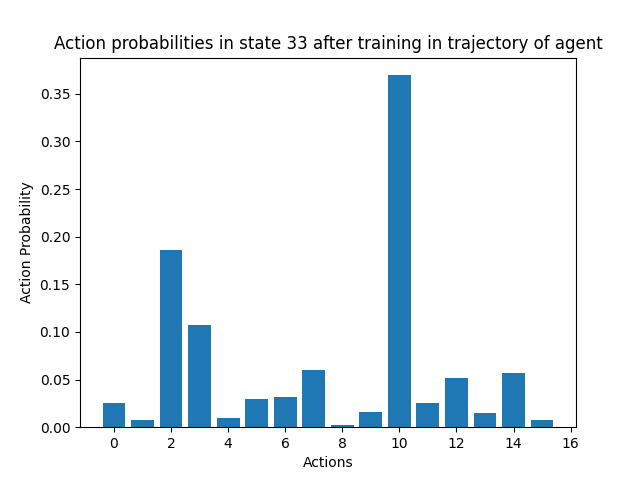 Action probabilities in state 33 after training in trajectory of agent
Action Probability
0.35
0.30
0.25
0.20
0.15
0.10
0.05
0.00
0 2 4 6 8 10 12 14 16
Actions